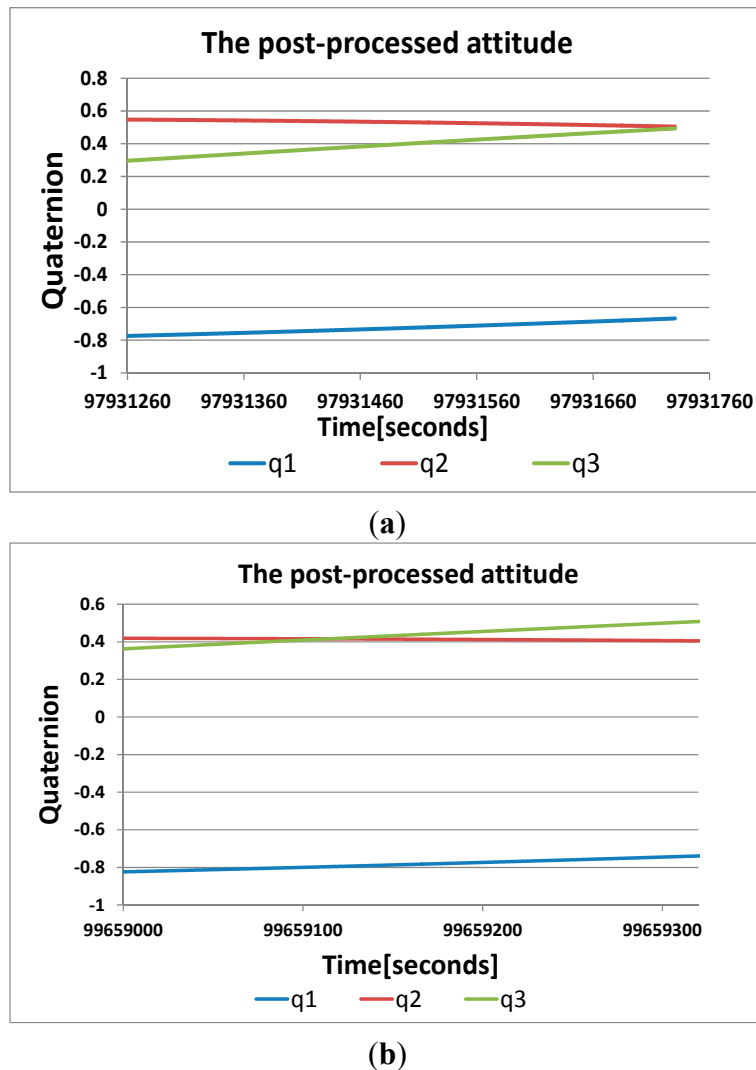 The post-processed attitude
0.8
0.6
0.4
0.2
0
-0.2
-0.4
-0.6
-0.8
-1
Quaternion
97931260 97931360 97931460 97931560 97931660 97931760
Time[seconds]
q1 q2 q3
(a)
The post-processed attitude
0.6
0.4
0.2
0
-0.2
-0.4
-0.6
-0.8
-1
Quaternion
99659000 99659100 99659200 99659300
Time[seconds]
q1 q2 q3
(b)